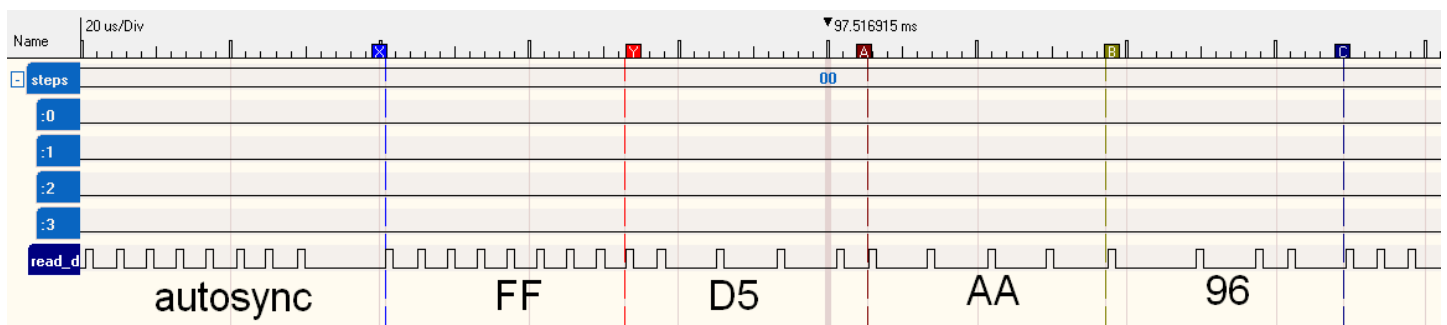 20 us/Div
97.516915 ms
Name
X
Y
A
B
C
steps
00
:0
:1
:2
:3
read_d
autosync
FF
D5
AA
96